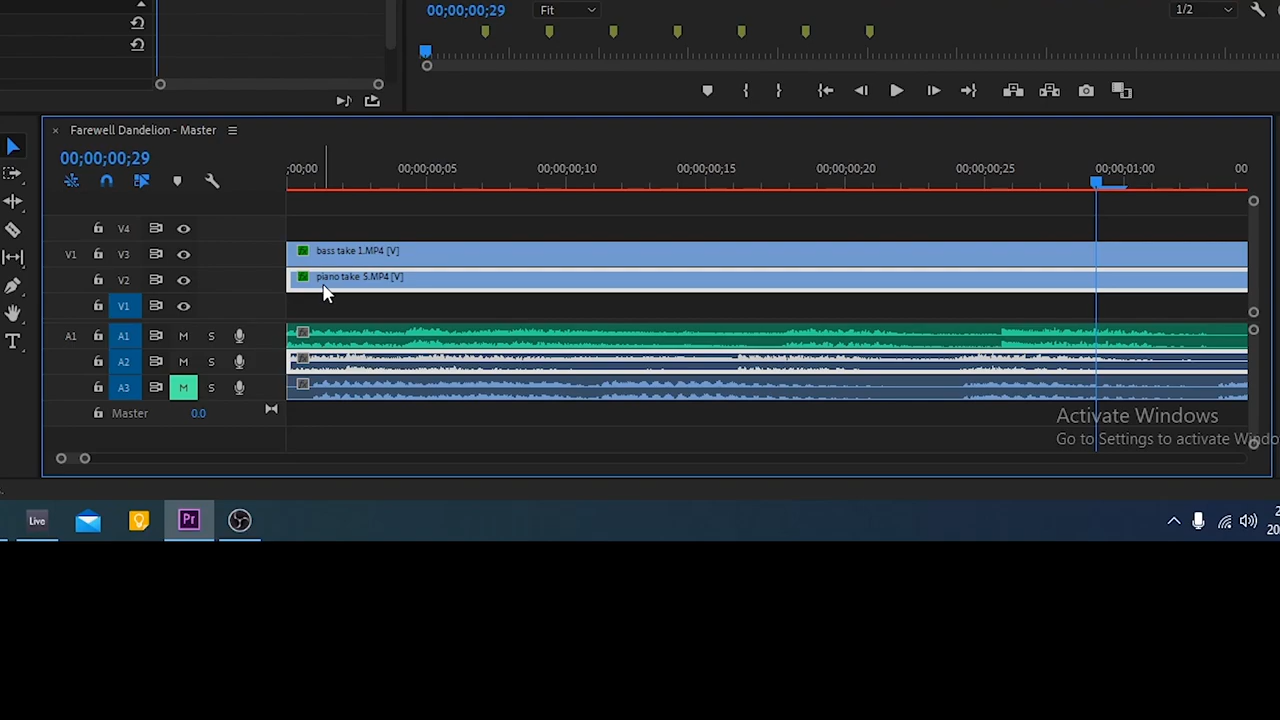 00;00;00;29
Fit
1/2
Farewell Dandelion - Master
00;00;00;29
;00;00
00;00;00;05
00;00;00;10
00;00;00;15
00;00;00;20
00;00;00;25
00;00;01;00
00
V4
V1
V3
bass take 1.MP4 [V]
V2
piano take 5.MP4 [V]
V1
A1
A1
M
S
A2
M
S
A3
M
S
Master
0.0
Activate Windows
Go to Settings to activate Windo
Live
Pr
2
20